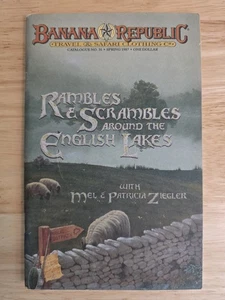 BANANA REPUBLIC
TRAVEL & SAFARI CLOTHING CO.
RAMBLES
& SCRAMBLES
AROUND THE
ENGLISH LAKES
WITH
MEL & PATRICIA ZIEGLER